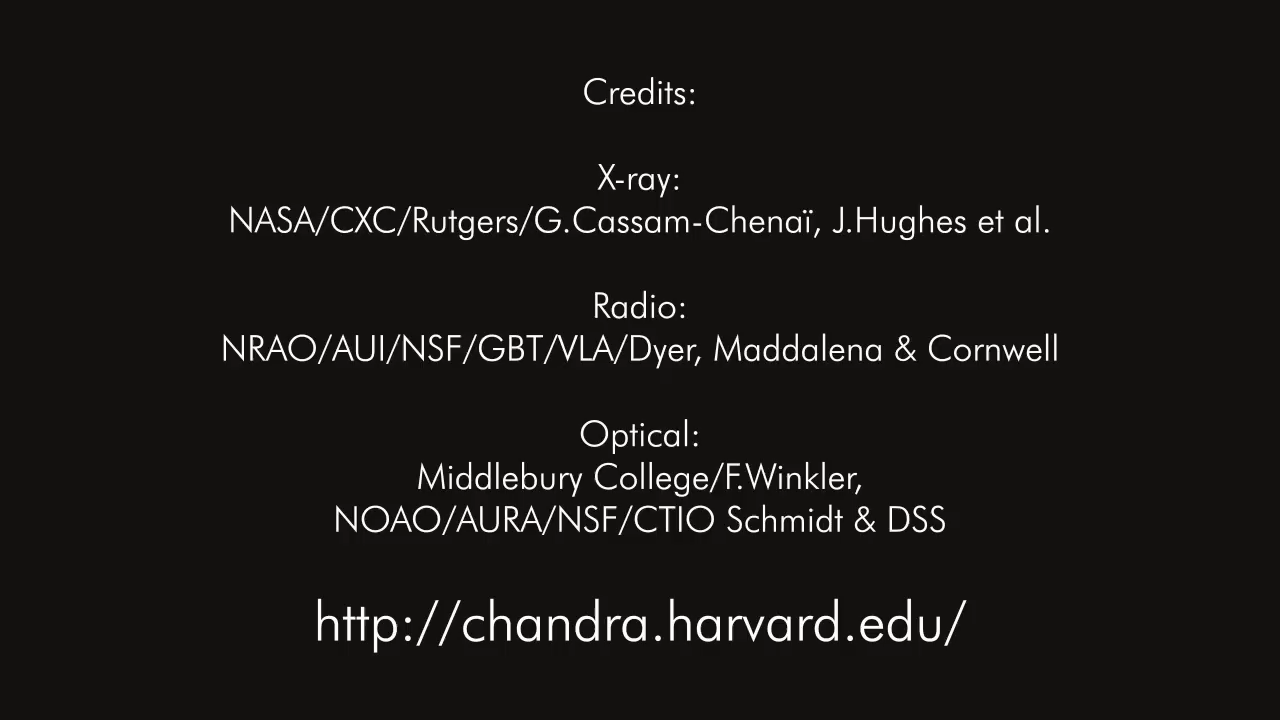 Credits:
X-ray:
NASA/CXC/Rutgers/G.Cassam-Chenaï, J.Hughes et al.
Radio:
NRAO/AUI/NSF/GBT/VLA/Dyer, Maddalena & Cornwell
Optical:
Middlebury College/F.Winkler,
NOAO/AURA/NSF/CTIO Schmidt & DSS
http://chandra.harvard.edu/